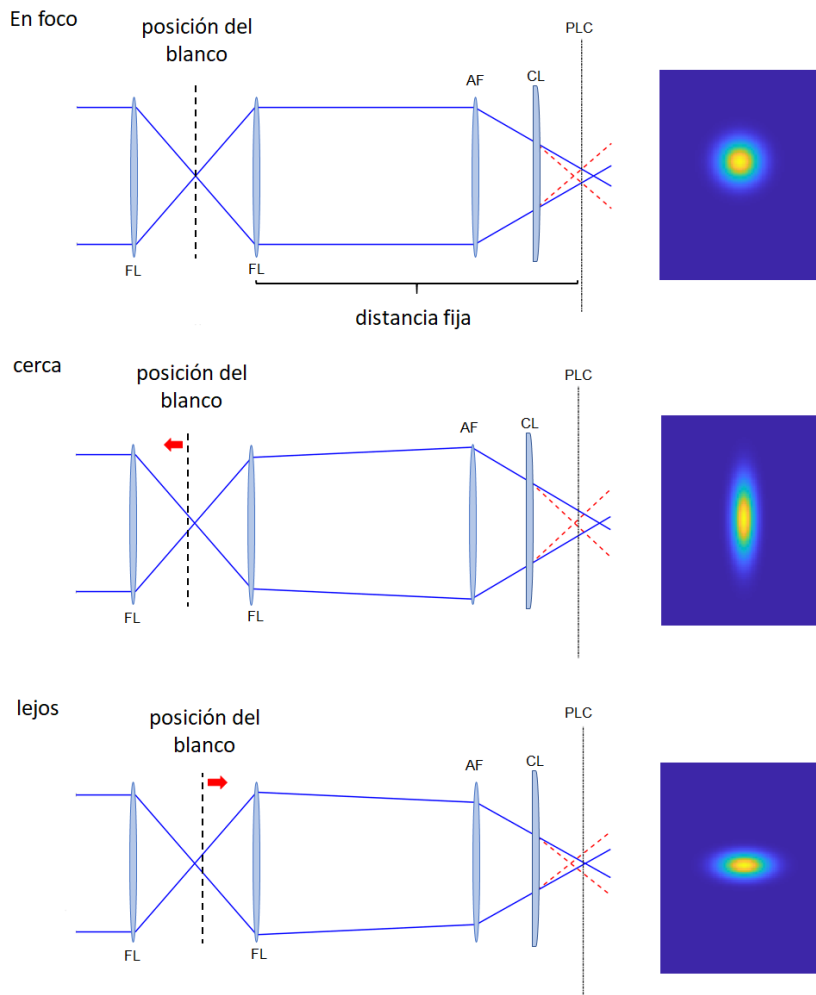 En foco
posición del
blanco
PLC
AF
CL
FL
FL
distancia fija
cerca
posición del
blanco
PLC
AF
CL
FL
FL
lejos
posición del
blanco
PLC
AF
CL
FL
FL